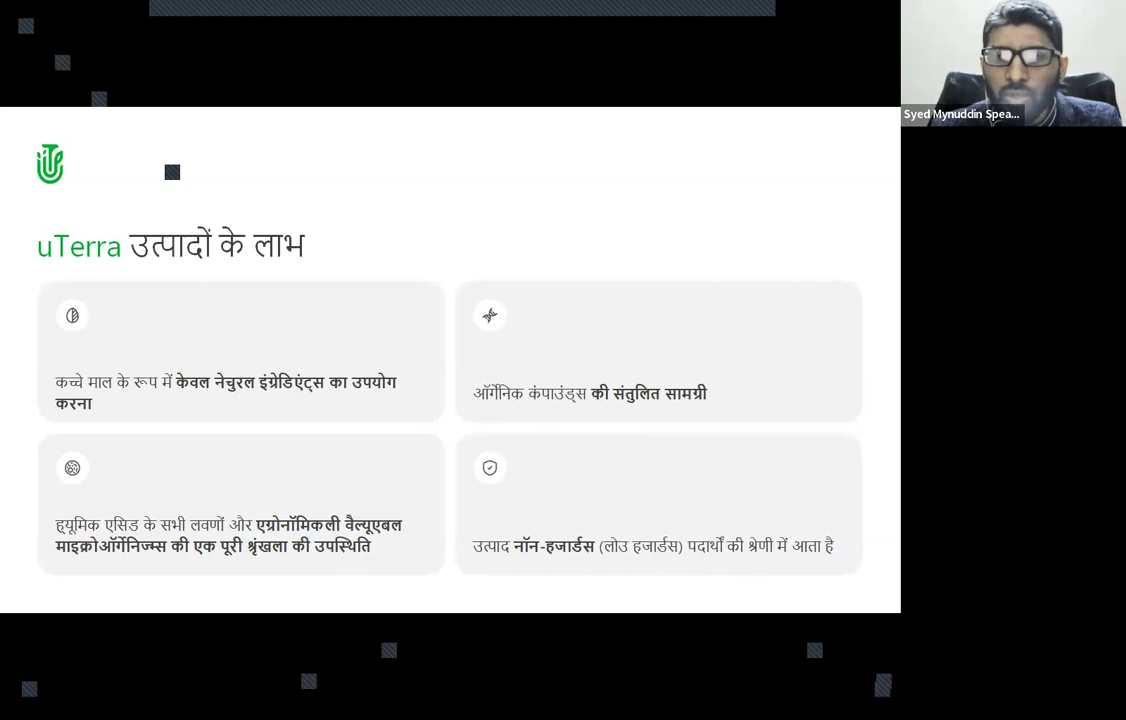 Syed Mynuddin Spea...
uTerra उत्पादों के लाभ
कच्चे माल के रूप में केवल नेचुरल इंग्रेडिएंट्स का उपयोग
करना
ऑर्गेनिक कंपाउंड्स की संतुलित सामग्री
ह्यूमिक एसिड के सभी लवणों और एग्रोनॉमिकली वैल्यूएबल
माइक्रोऑर्गेनिज्म्स की एक पूरी श्रृंखला की उपस्थिति
उत्पाद नॉन-हजार्डस (लोउ हजार्डस) पदार्थों की श्रेणी में आता है